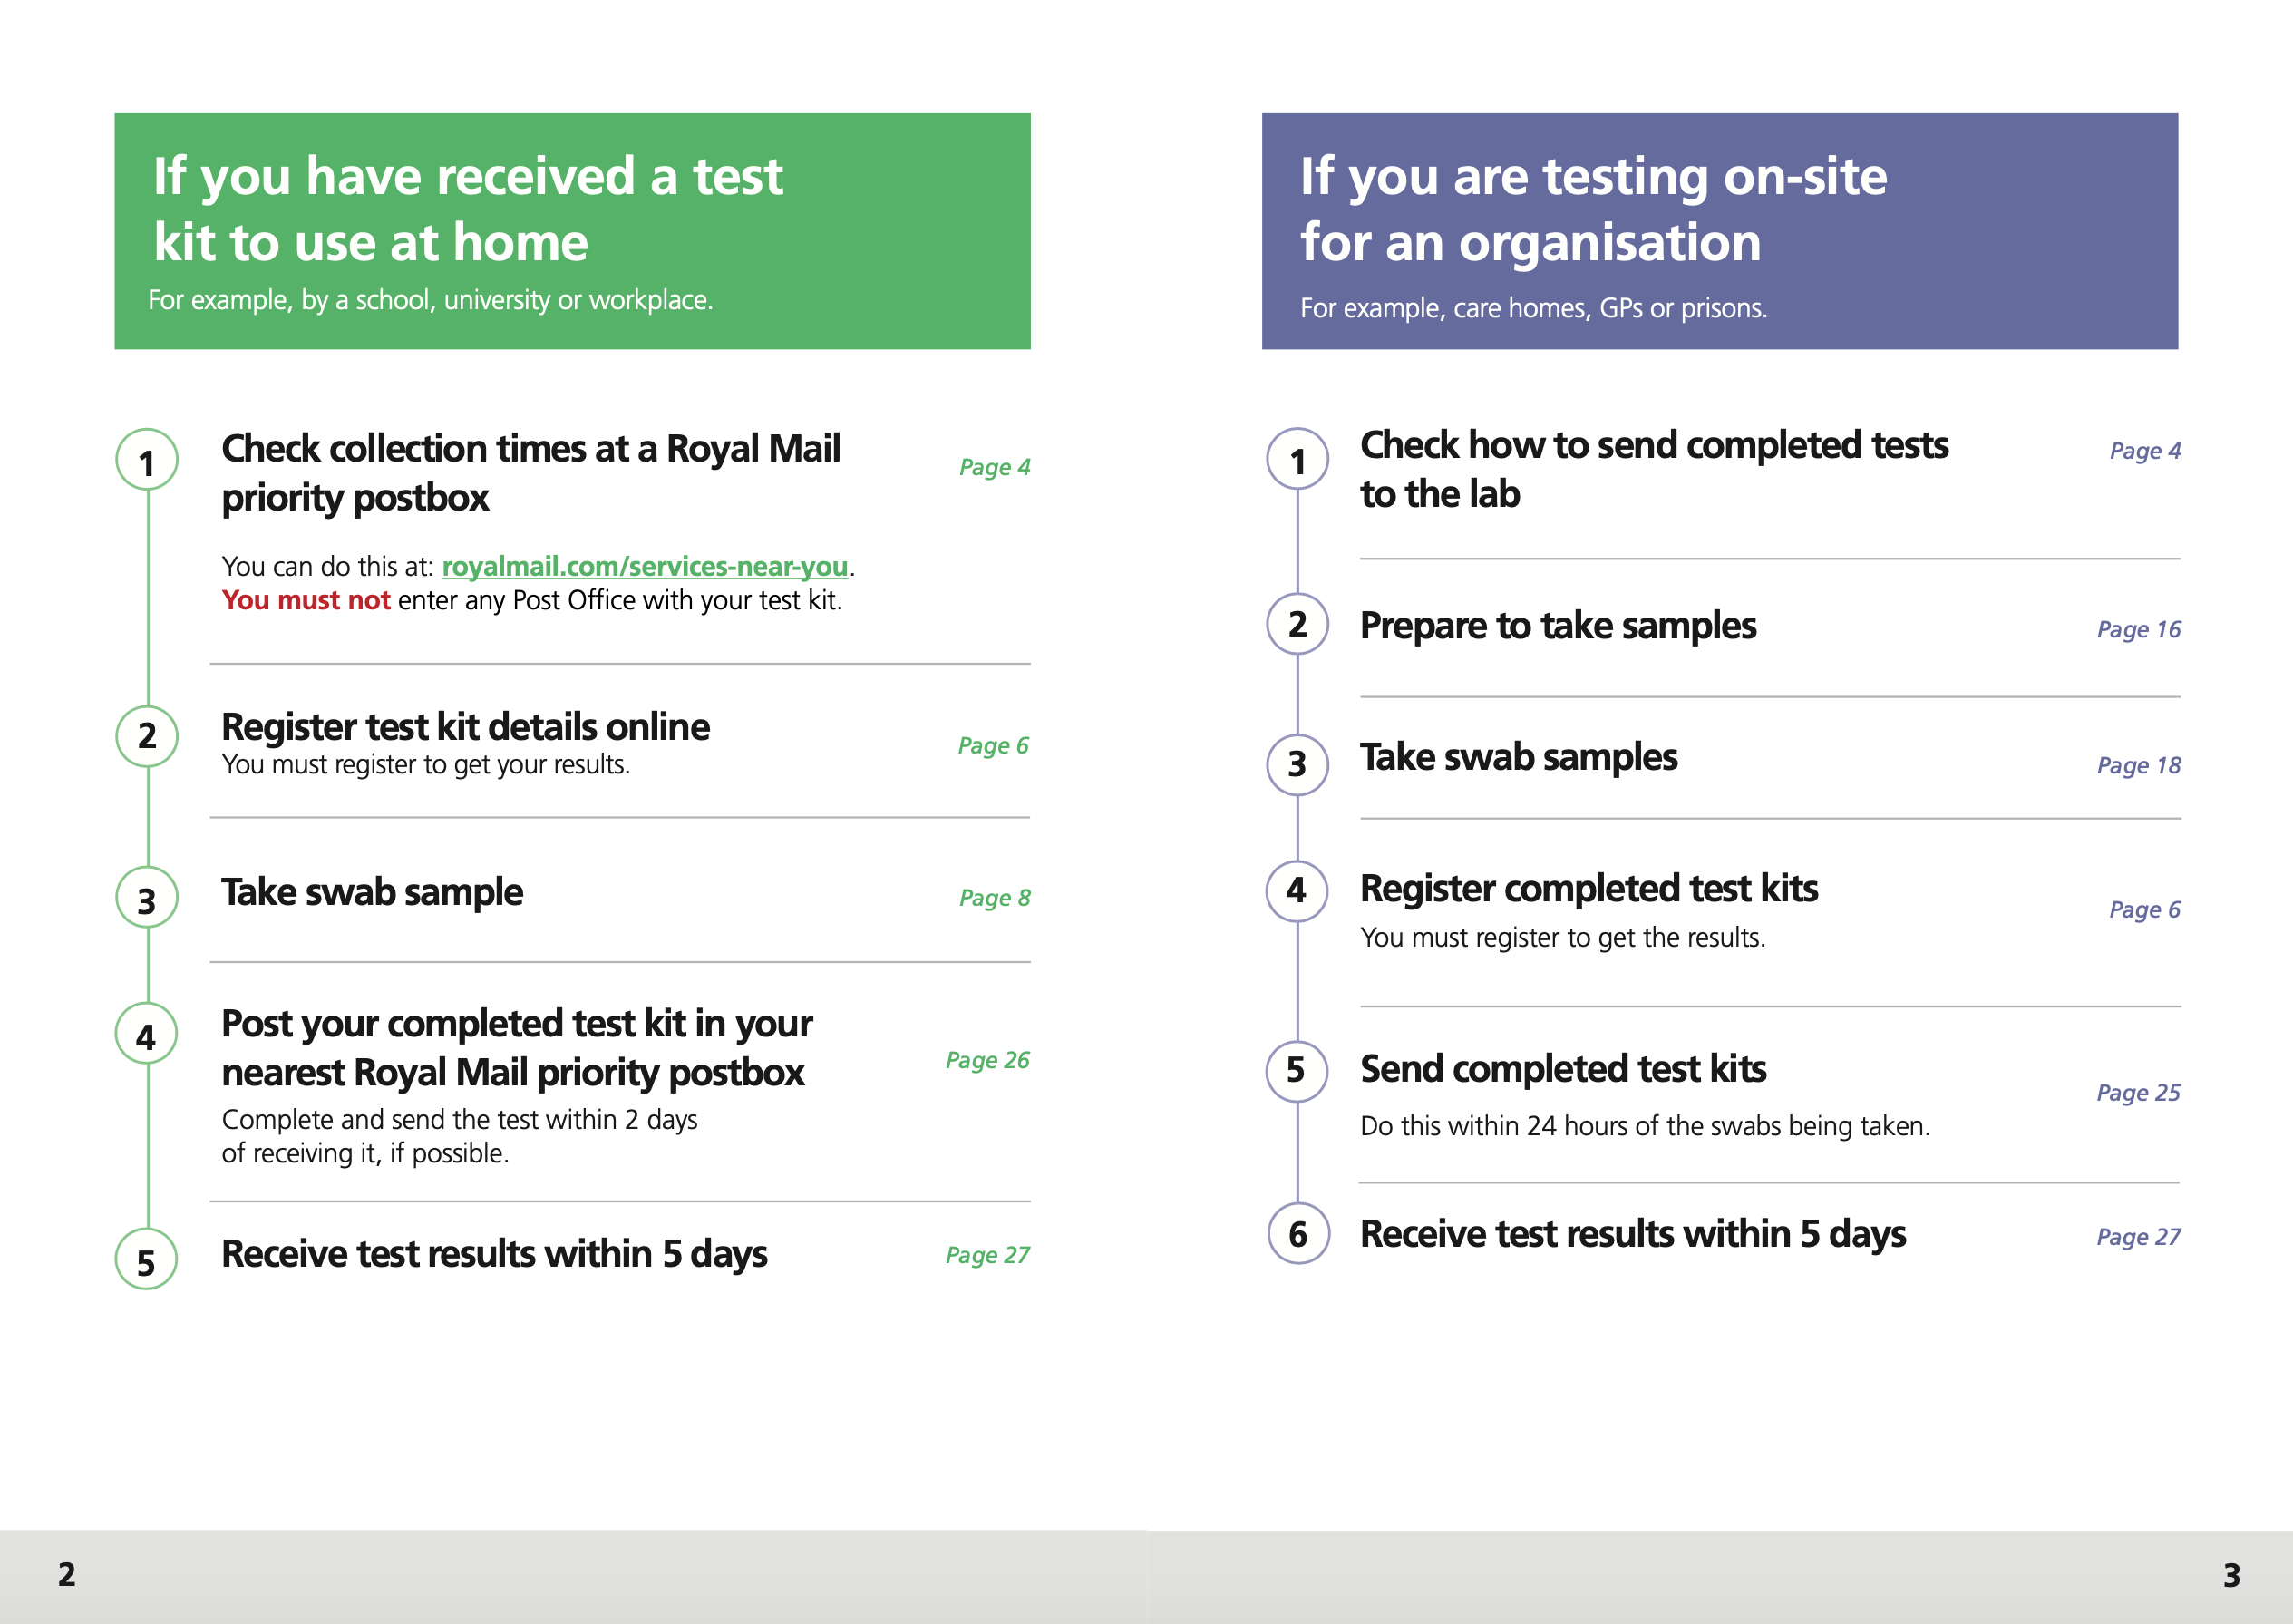 If you have received a test
kit to use at home
For example, by a school, university or workplace.
1
Check collection times at a Royal Mail
priority postbox
Page 4
You can do this at: royalmail.com/services-near-you.
You must not enter any Post Office with your test kit.
2
Register test kit details online
You must register to get your results.
Page 6
3
Take swab sample
Page 8
4
Post your completed test kit in your
nearest Royal Mail priority postbox
Page 26
Complete and send the test within 2 days
of receiving it, if possible.
5
Receive test results within 5 days
Page 27
2
If you are testing on-site
for an organisation
For example, care homes, GPs or prisons.
1
Check how to send completed tests
to the lab
Page 4
2
Prepare to take samples
Page 16
3
Take swab samples
Page 18
4
Register completed test kits
You must register to get the results.
Page 6
5
Send completed test kits
Page 25
Do this within 24 hours of the swabs being taken.
6
Receive test results within 5 days
Page 27
3